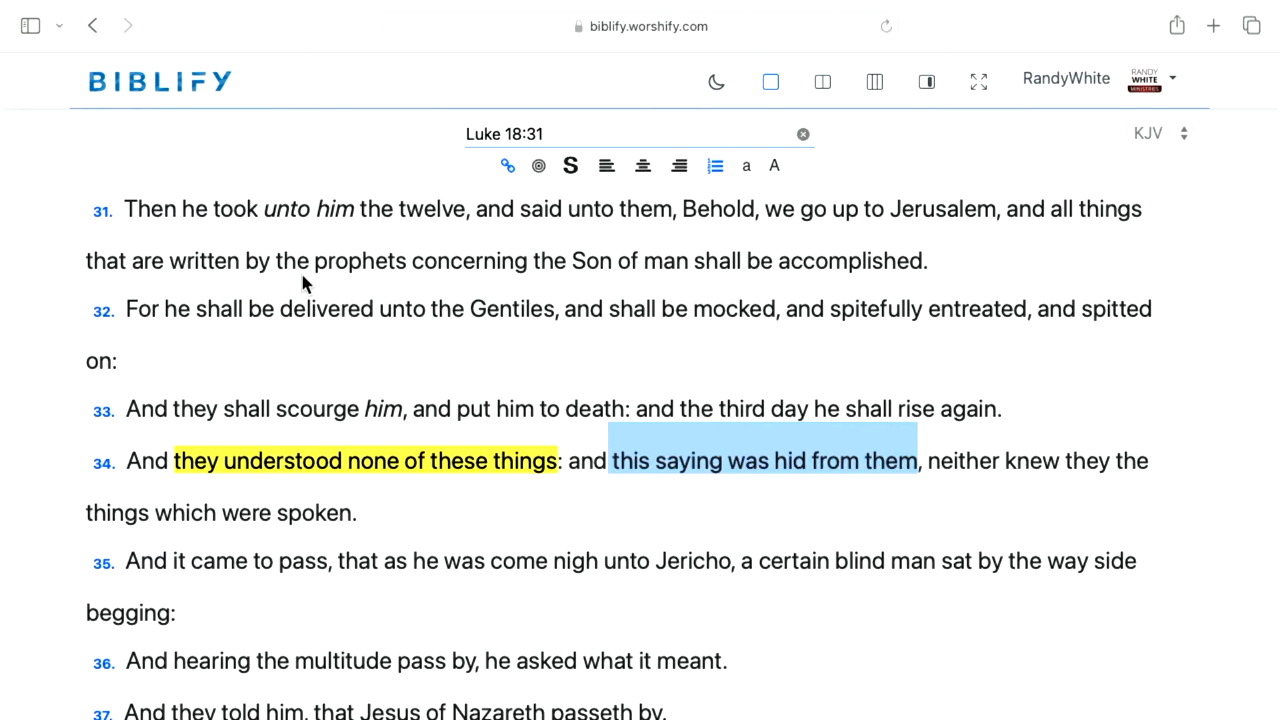 biblify.worshify.com
BIBLIFY
RandyWhite
RANDY
WHITE
MINISTRIES
Luke 18:31
KJV
S a A
31. Then he took unto him the twelve, and said unto them, Behold, we go up to Jerusalem, and all things
that are written by the prophets concerning the Son of man shall be accomplished.
32. For he shall be delivered unto the Gentiles, and shall be mocked, and spitefully entreated, and spitted
on:
33. And they shall scourge him, and put him to death: and the third day he shall rise again.
34. And they understood none of these things: and this saying was hid from them, neither knew they the
things which were spoken.
35. And it came to pass, that as he was come nigh unto Jericho, a certain blind man sat by the way side
begging:
36. And hearing the multitude pass by, he asked what it meant.
37. And they told him, that Jesus of Nazareth passeth by.